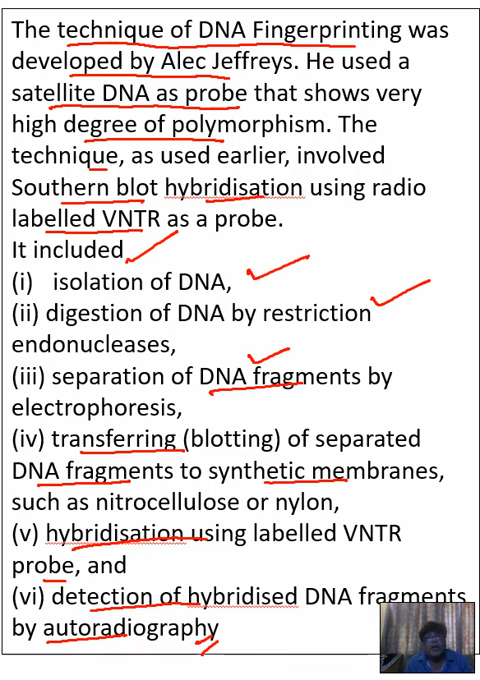 The technique of DNA Fingerprinting was
developed by Alec Jeffreys. He used a
satellite DNA as probe that shows very
high degree of polymorphism. The
technique, as used earlier, involved
Southern blot hybridisation using radio
labelled VNTR as a probe.
It included
(i) isolation of DNA,
(ii) digestion of DNA by restriction
endonucleases,
(iii) separation of DNA fragments by
electrophoresis,
(iv) transferring (blotting) of separated
DNA fragments to synthetic membranes,
such as nitrocellulose or nylon,
(v) hybridisation using labelled VNTR
probe, and
(vi) detection of hybridised DNA fragments
by autoradiography